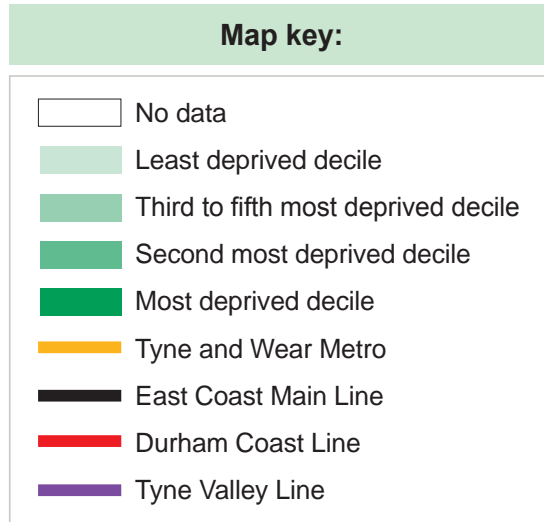 Map key:
No data
Least deprived decile
Third to fifth most deprived decile
Second most deprived decile
Most deprived decile
Tyne and Wear Metro
East Coast Main Line
Durham Coast Line
Tyne Valley Line